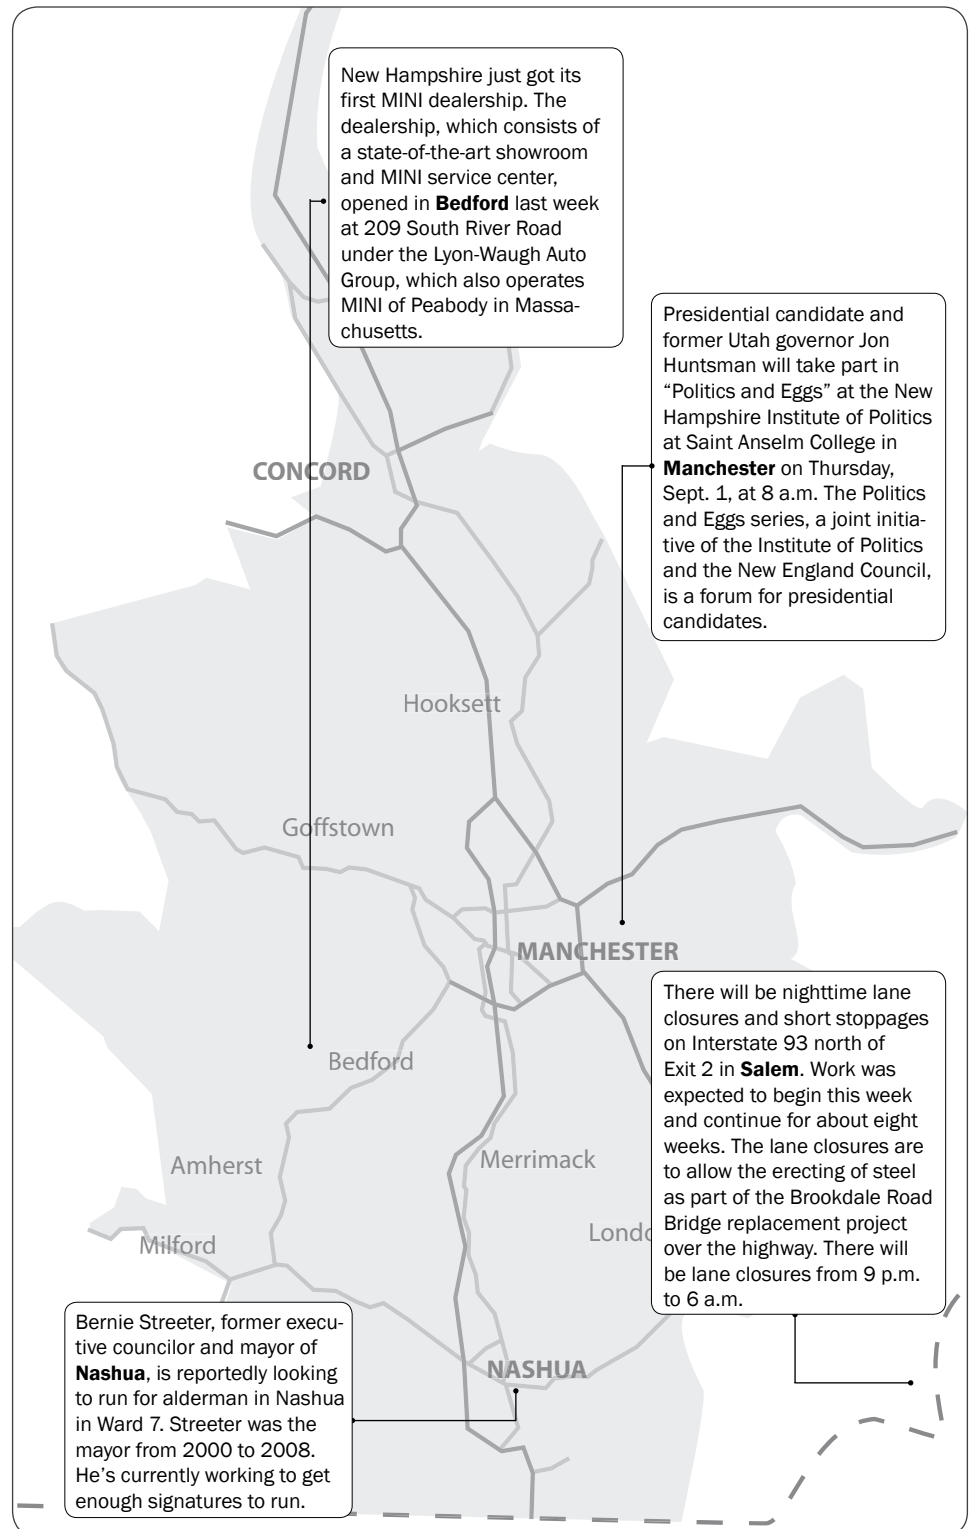 New Hampshire just got its
first MINI dealership. The
dealership, which consists of
a state-of-the-art showroom
and MINI service center,
opened in Bedford last week
at 209 South River Road
under the Lyon-Waugh Auto
Group, which also operates
MINI of Peabody in Massa-
chusetts.
Presidential candidate and
former Utah governor Jon
Huntsman will take part in
“Politics and Eggs” at the New
Hampshire Institute of Politics
at Saint Anselm College in
Manchester on Thursday,
Sept. 1, at 8 a.m. The Politics
and Eggs series, a joint initia-
tive of the Institute of Politics
and the New England Council,
is a forum for presidential
candidates.
CONCORD
Hooksett
Goffstown
MANCHESTER
There will be nighttime lane
closures and short stoppages
on Interstate 93 north of
Exit 2 in Salem. Work was
expected to begin this week
and continue for about eight
weeks. The lane closures are
to allow the erecting of steel
as part of the Brookdale Road
Bridge replacement project
over the highway. There will
be lane closures from 9 p.m.
to 6 a.m.
Bedford
Amherst
Merrimack
Milford
Bernie Streeter, former execu-
tive councilor and mayor of
Nashua, is reportedly looking
to run for alderman in Nashua
in Ward 7. Streeter was the
mayor from 2000 to 2008.
He’s currently working to get
enough signatures to run.
NASHUA